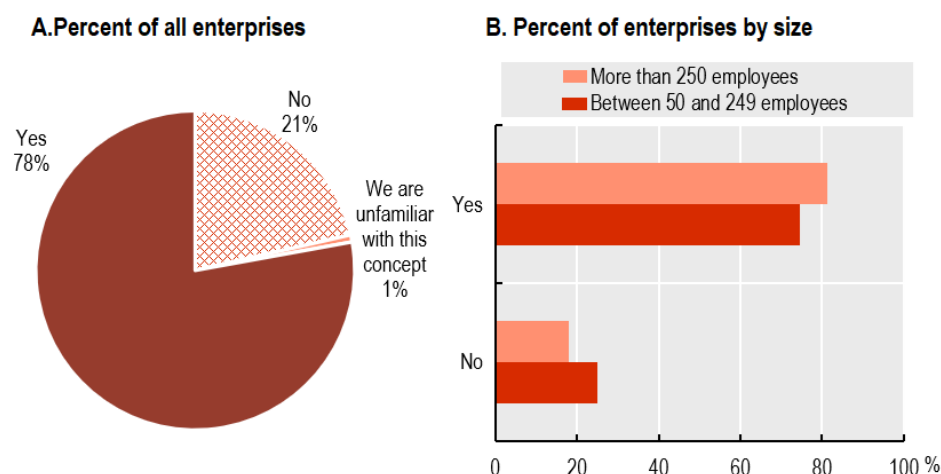 A.Percent of all enterprises
No
21%
Yes
78%
We are
unfamiliar
with this
concept
1%
B. Percent of enterprises by size
More than 250 employees
Between 50 and 249 employees
Yes
No
0 20 40 60 80 100 %